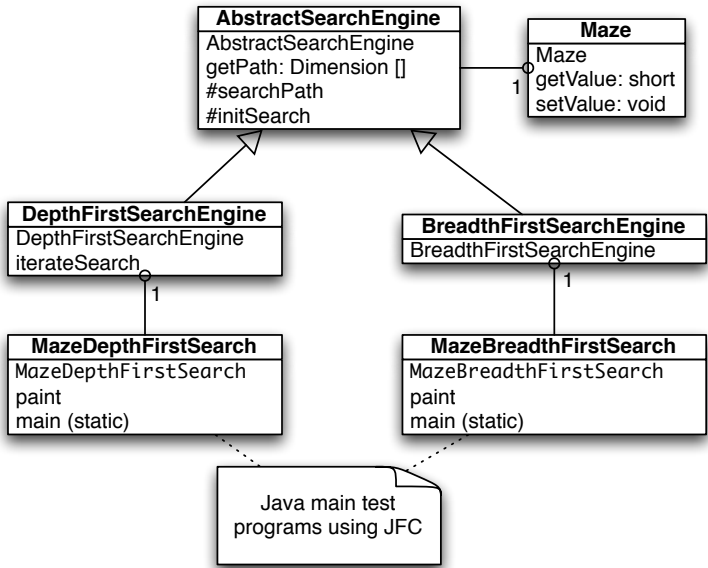 AbstractSearchEngine
AbstractSearchEngine
getPath: Dimension []
#searchPath
#initSearch
Maze
Maze
getValue: short
setValue: void
1
DepthFirstSearchEngine
DepthFirstSearchEngine
iterateSearch
1
BreadthFirstSearchEngine
BreadthFirstSearchEngine
1
MazeDepthFirstSearch
MazeDepthFirstSearch
paint
main (static)
MazeBreadthFirstSearch
MazeBreadthFirstSearch
paint
main (static)
Java main test
programs using JFC